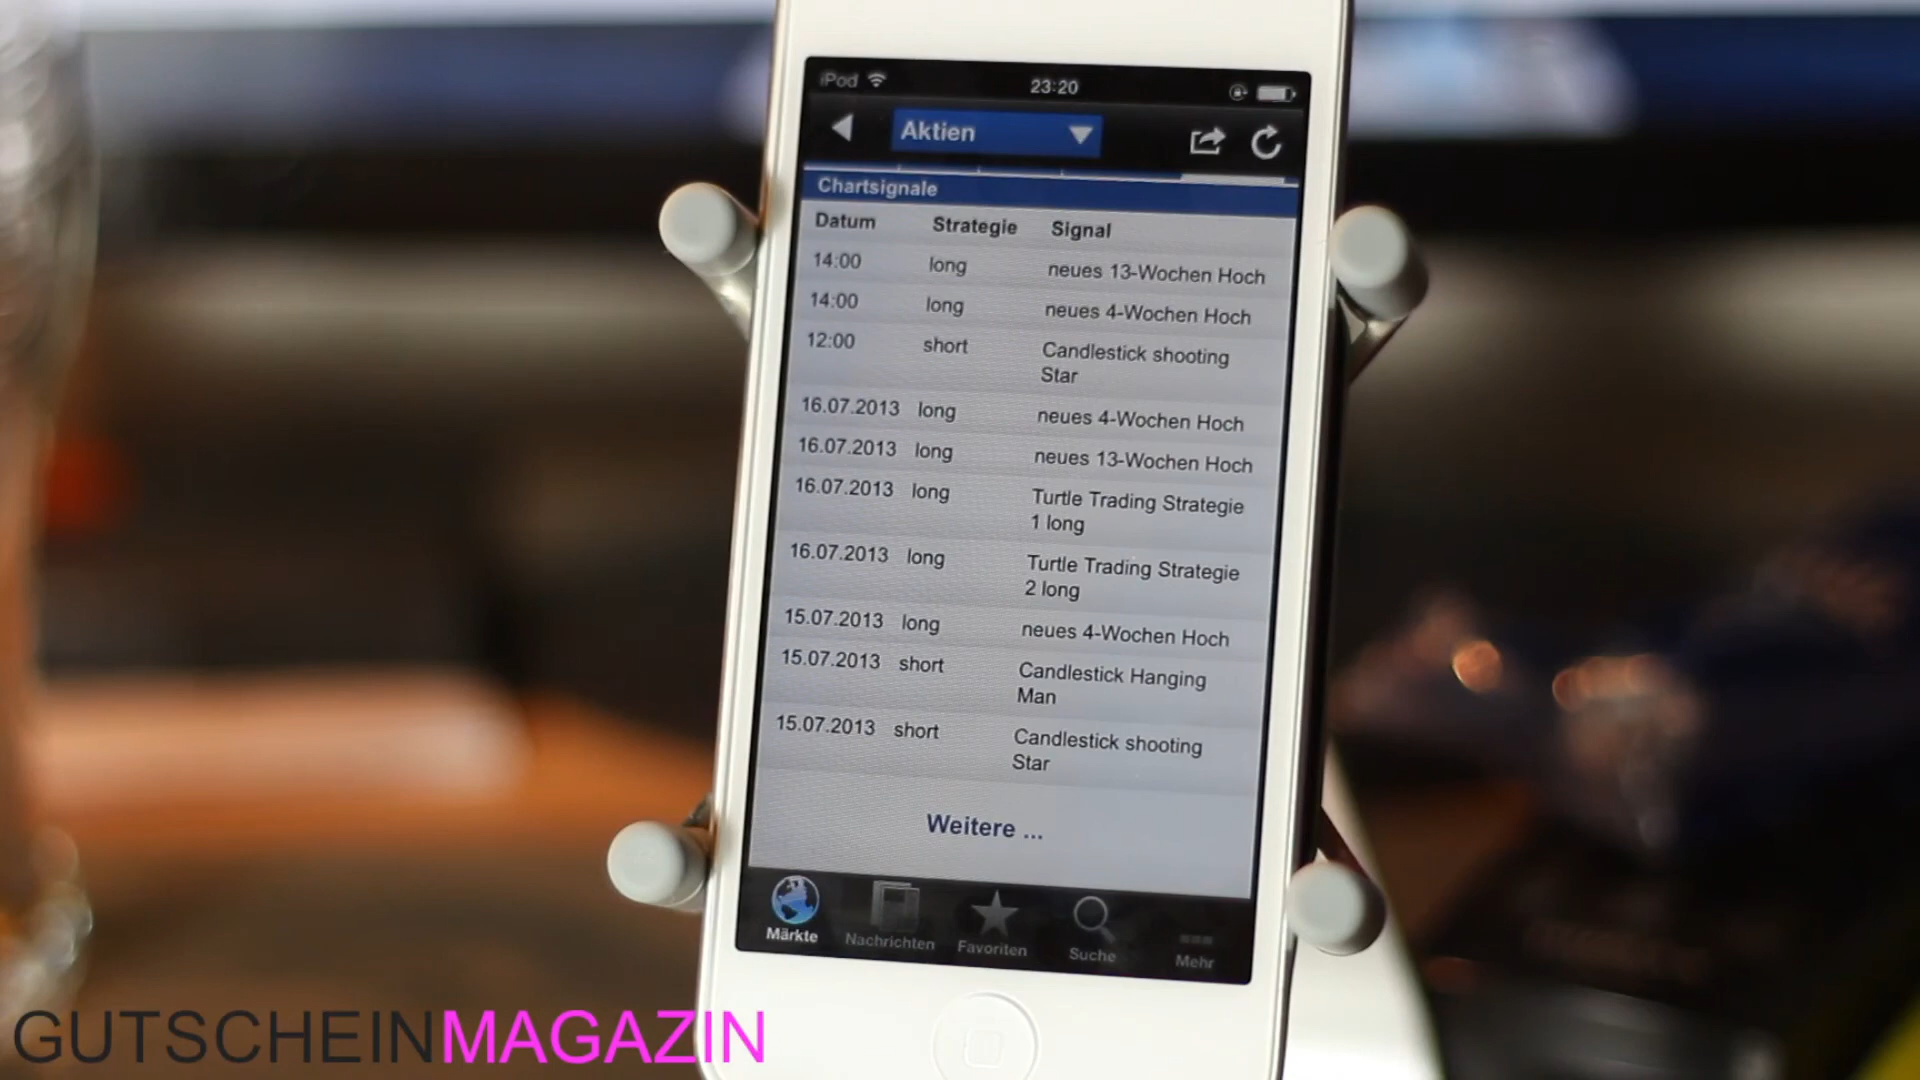 iPod 23:20
Aktien
Chartsignale
Datum Strategie Signal
14:00 long neues 13-Wochen Hoch
14:00 long neues 4-Wochen Hoch
12:00 short Candlestick shooting
Star
16.07.2013 long neues 4-Wochen Hoch
16.07.2013 long neues 13-Wochen Hoch
16.07.2013 long Turtle Trading Strategie
1 long
16.07.2013 long Turtle Trading Strategie
2 long
15.07.2013 long neues 4-Wochen Hoch
15.07.2013 short Candlestick Hanging
Man
15.07.2013 short Candlestick shooting
Star
Weitere ...
Märkte Nachrichten Favoriten Suche Mehr
GUTSCHEINMAGAZIN